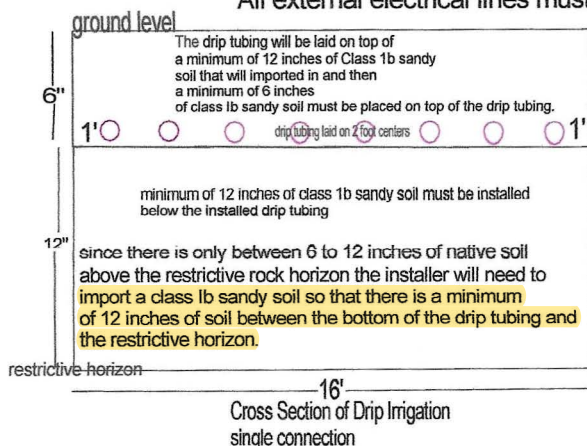 All external electrical lines must
ground level
The drip tubing will be laid on top of
a minimum of 12 inches of Class 1b sandy
soil that will imported in and then
a minimum of 6 inches
of class Ib sandy soil must be placed on top of the drip tubing.
6"
1' drip tubing laid on 2 foot centers 1'
minimum of 12 inches of class 1b sandy soil must be installed
below the installed drip tubing
12"
since there is only between 6 to 12 inches of native soil
above the restrictive rock horizon the installer will need to
import a class Ib sandy soil so that there is a minimum
of 12 inches of soil between the bottom of the drip tubing and
the restrictive horizon.
restrictive horizon
16'
Cross Section of Drip Irrigation
single connection